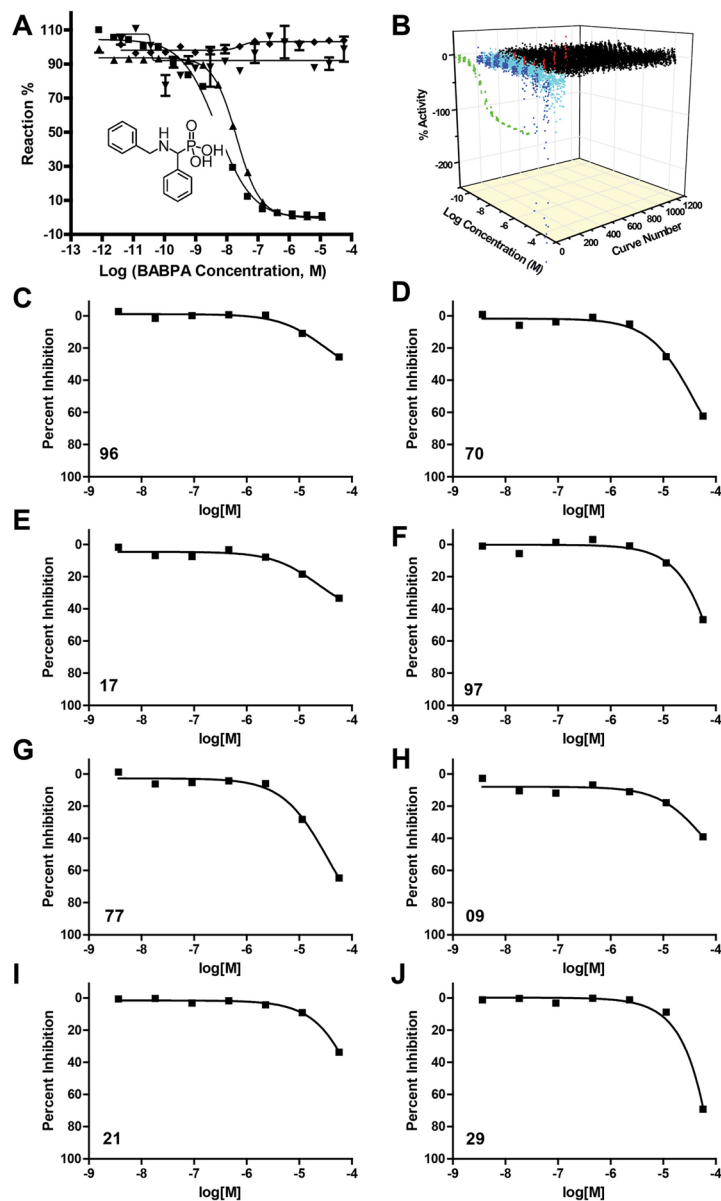 A
110
90
70
50
30
10
-10
Reaction %
H
N
O
P
OH
OH
-13 -12 -11 -10 -9 -8 -7 -6 -5 -4
Log (BABPA Concentration, M)
B
0
-100
-200
% Activity
-10
-8
-6
-4
-2
Log Concentration (M)
0
200
400
600
800
1000
1200
Curve Number
C
0
20
40
60
80
100
Percent Inhibition
96
-9 -8 -7 -6 -5 -4
log[M]
D
0
20
40
60
80
100
Percent Inhibition
70
-9 -8 -7 -6 -5 -4
log[M]
E
0
20
40
60
80
100
Percent Inhibition
17
-9 -8 -7 -6 -5 -4
log[M]
F
0
20
40
60
80
100
Percent Inhibition
97
-9 -8 -7 -6 -5 -4
log[M]
G
0
20
40
60
80
100
Percent Inhibition
77
-9 -8 -7 -6 -5 -4
log[M]
H
0
20
40
60
80
100
Percent Inhibition
09
-9 -8 -7 -6 -5 -4
log[M]
I
0
20
40
60
80
100
Percent Inhibition
21
-9 -8 -7 -6 -5 -4
log[M]
J
0
20
40
60
80
100
Percent Inhibition
29
-9 -8 -7 -6 -5 -4
log[M]